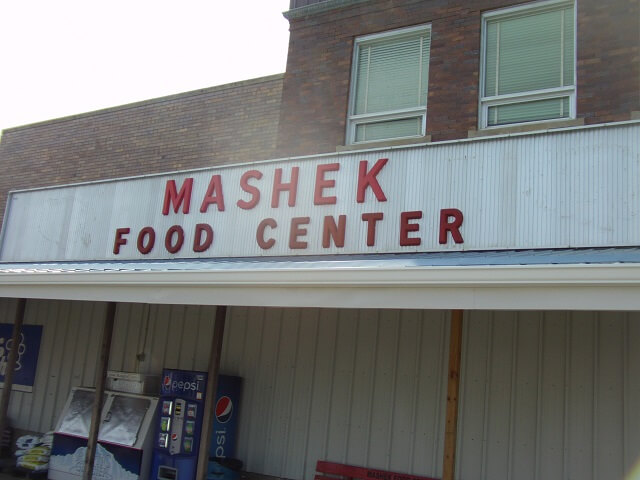 MASHEK
FOOD CENTER
pepsi
pepsi